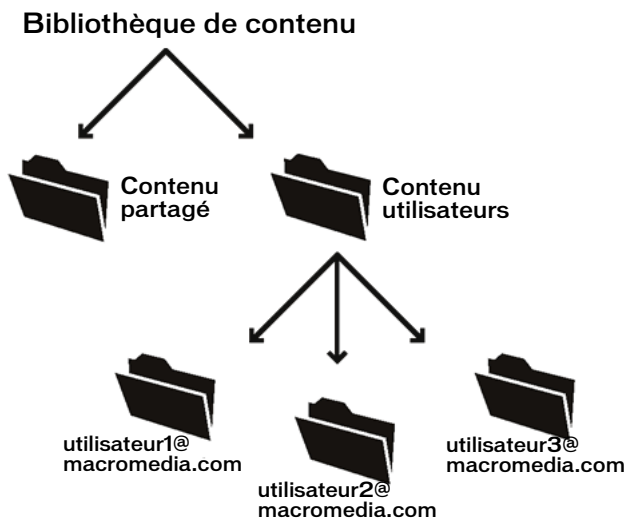 Bibliothèque de contenu
Contenu
partagé
Contenu
utilisateurs
utilisateur1@
macromedia.com
utilisateur2@
macromedia.com
utilisateur3@
macromedia.com